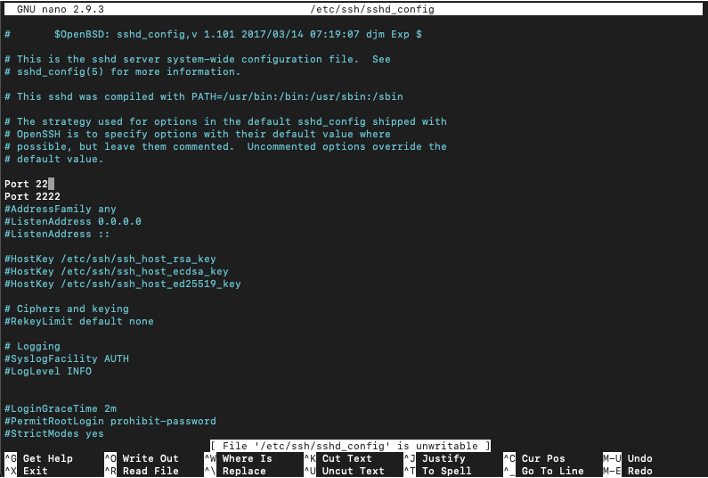 GNU nano 2.9.3 /etc/ssh/sshd_config
# $OpenBSD: sshd_config,v 1.101 2017/03/14 07:19:07 djm Exp $
# This is the sshd server system-wide configuration file. See
# sshd_config(5) for more information.
# This sshd was compiled with PATH=/usr/bin:/bin:/usr/sbin:/sbin
# The strategy used for options in the default sshd_config shipped with
# OpenSSH is to specify options with their default value where
# possible, but leave them commented. Uncommented options override the
# default value.
Port 22
Port 2222
#AddressFamily any
#ListenAddress 0.0.0.0
#ListenAddress ::
#HostKey /etc/ssh/ssh_host_rsa_key
#HostKey /etc/ssh/ssh_host_ecdsa_key
#HostKey /etc/ssh/ssh_host_ed25519_key
# Ciphers and keying
#RekeyLimit default none
# Logging
#SyslogFacility AUTH
#LogLevel INFO
#LoginGraceTime 2m
#PermitRootLogin prohibit-password
#StrictModes yes
[ File '/etc/ssh/sshd_config' is unwritable ]
^G Get Help ^O Write Out ^W Where Is ^K Cut Text ^J Justify ^C Cur Pos M-U Undo
^X Exit ^R Read File ^\ Replace ^U Uncut Text ^T To Spell ^_ Go To Line M-E Redo